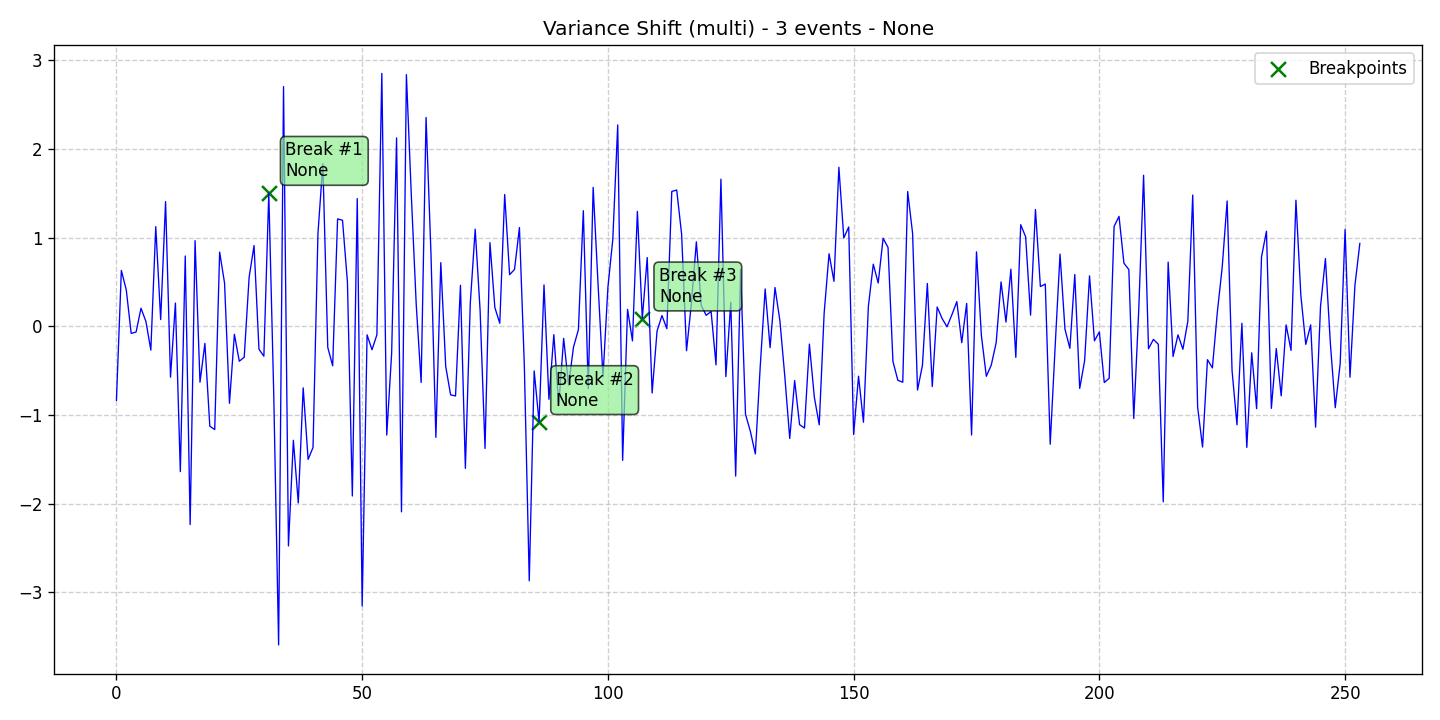 Variance Shift (multi) - 3 events - None
Breakpoints
Break #1
None
Break #3
None
Break #2
None
3
2
1
0
−1
−2
−3
0
50
100
150
200
250